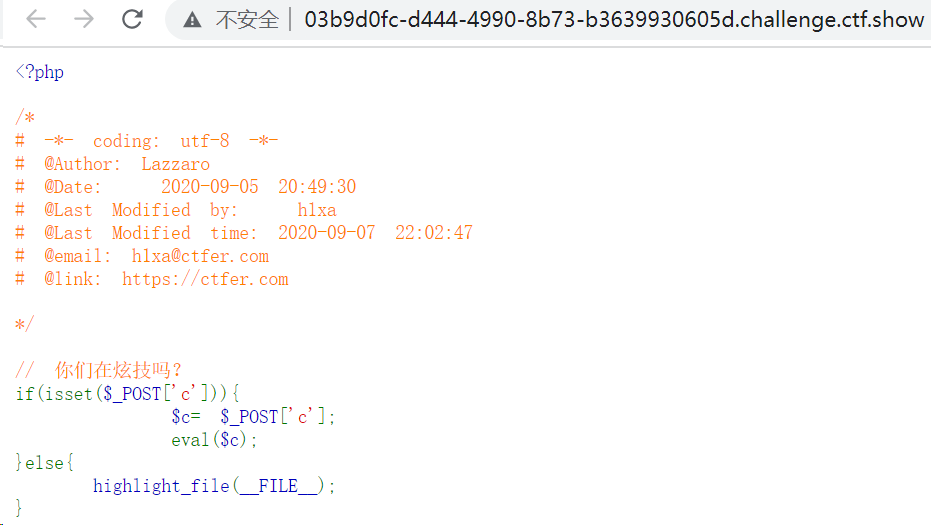 不安全 | 03b9d0fc-d444-4990-8b73-b3639930605d.challenge.ctf.show
<?php
/*
# -*- coding: utf-8 -*-
# @Author: Lazzaro
# @Date:   2020-09-05 20:49:30
# @Last Modified by:   hlxa
# @Last Modified time: 2020-09-07 22:02:47
# @email: hlxa@ctfer.com
# @link: https://ctfer.com
*/
// 你们在炫技吗？
if(isset($_POST['c'])){
        $c= $_POST['c'];
        eval($c);
}else{
    highlight_file(__FILE__);
}